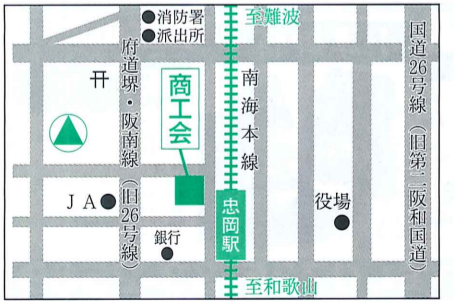 ●消防署
●派出所
至難波
国道26号線（旧第二阪和国道）
府道堺・阪南線（旧26号線）
商工会
南海本線
ＪＡ●
忠岡駅
役場
銀行
至和歌山